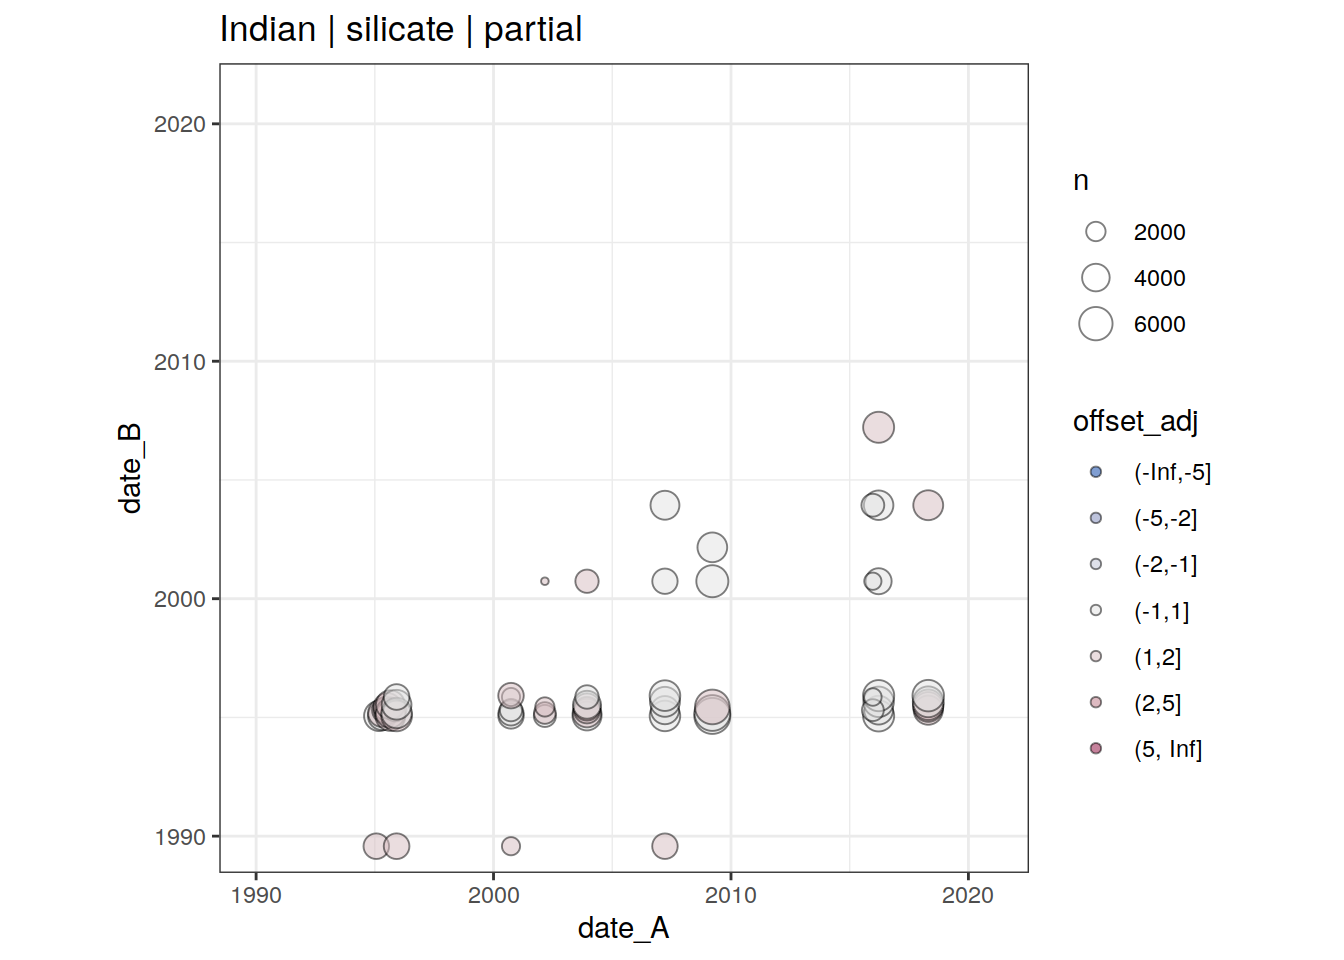 Indian | silicate | partial
2020
2010
2000
1990
date_B
1990
2000
2010
2020
date_A
n
2000
4000
6000
offset_adj
(-Inf,-5]
(-5,-2]
(-2,-1]
(-1,1]
(1,2]
(2,5]
(5, Inf]